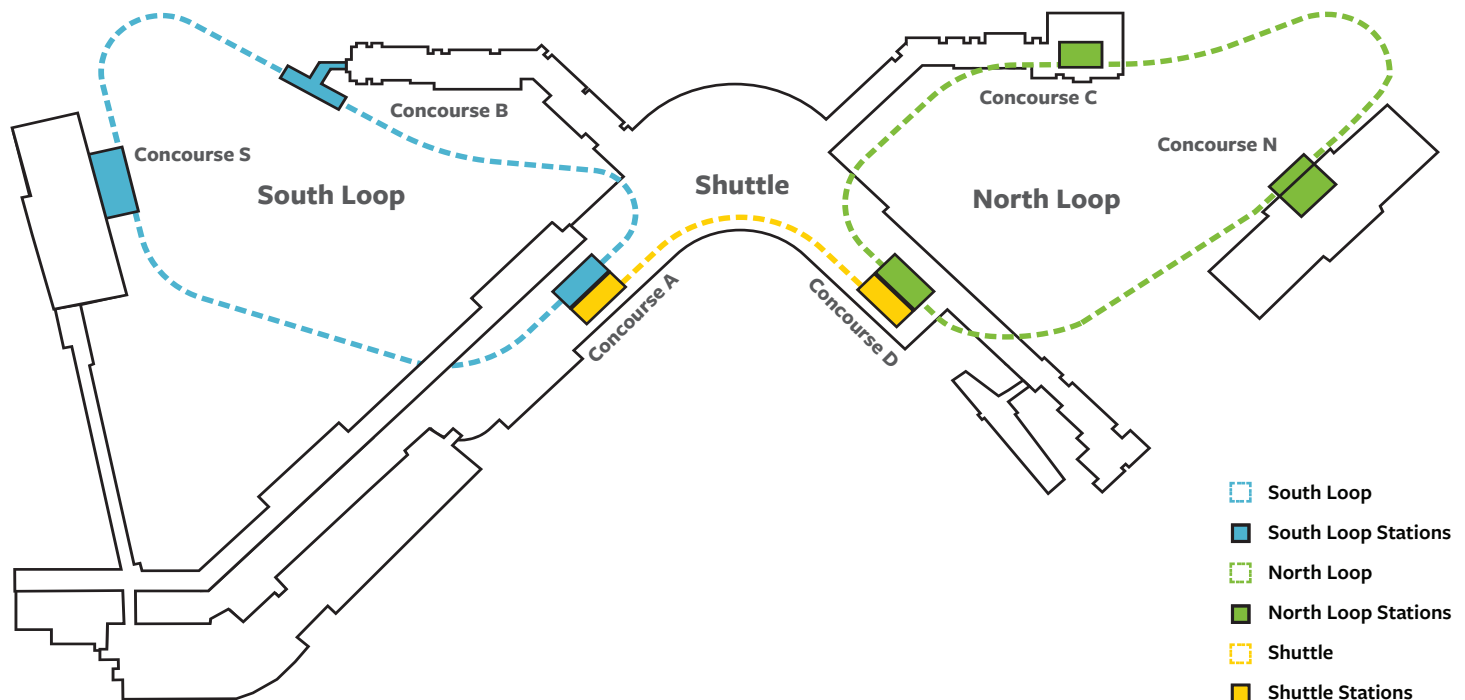 Concourse B
Concourse C
Concourse S
Concourse N
South Loop
Shuttle
North Loop
Concourse A
Concourse D
South Loop
South Loop Stations
North Loop
North Loop Stations
Shuttle
Shuttle Stations